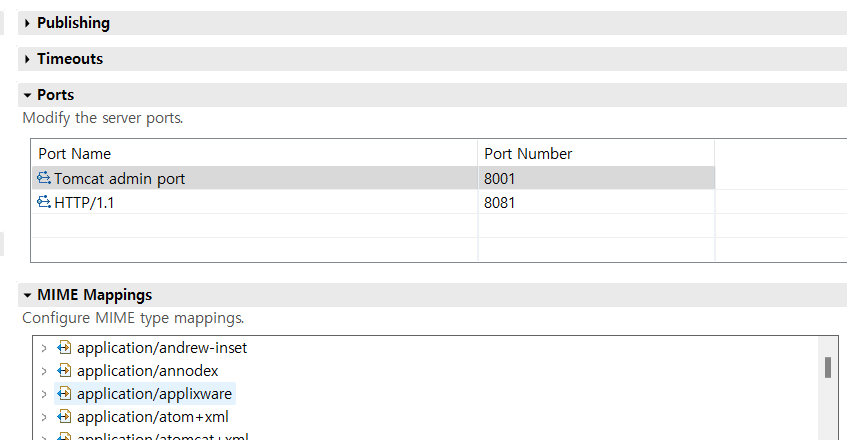 Publishing
Timeouts
Ports
Modify the server ports.
Port Name Port Number
Tomcat admin port 8001
HTTP/1.1 8081
MIME Mappings
Configure MIME type mappings.
application/andrew-inset
application/annodex
application/applixware
application/atom+xml
application/atomcat+xml